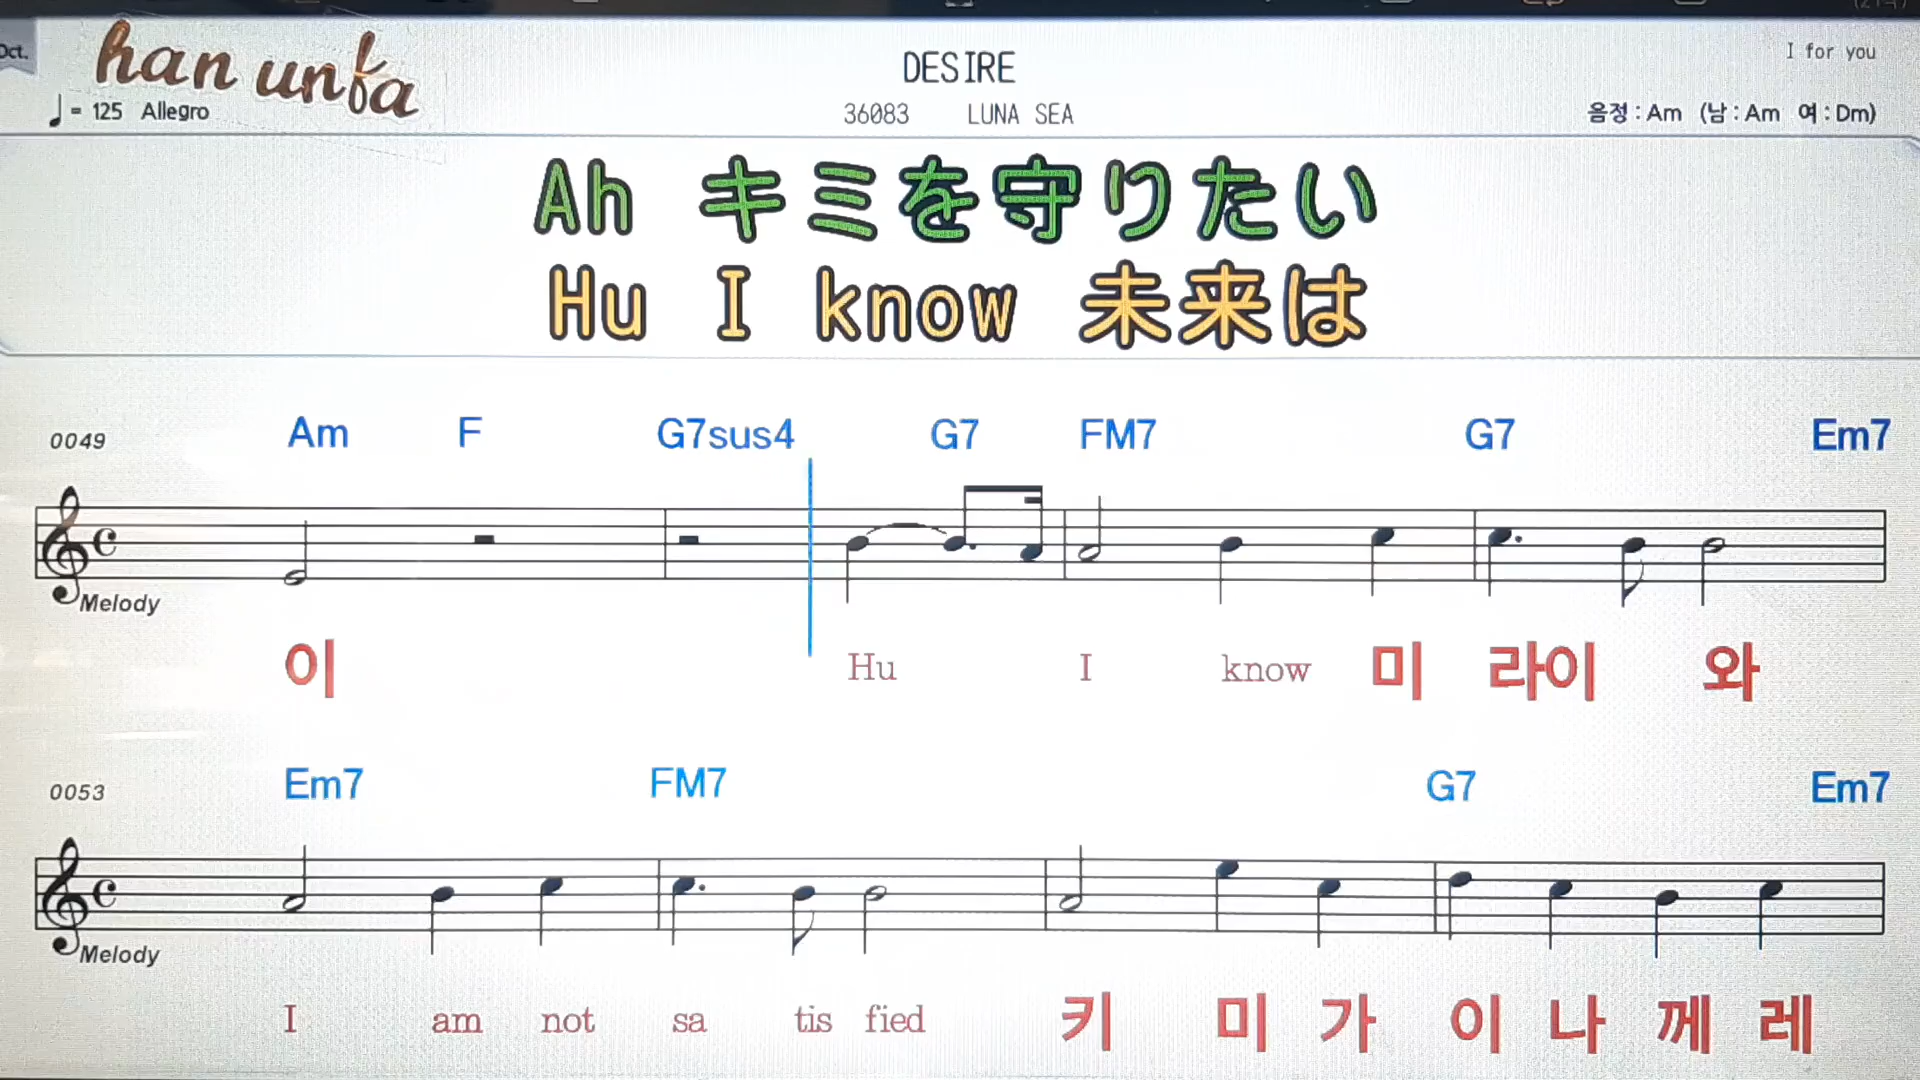 Oct.
han unfa
I for you
DESIRE
♩= 125 Allegro
36083 LUNA SEA
음정:Am (남:Am 여:Dm)
Ah キミを守りたい
Hu I know 未来は
0049 Am F G7sus4 G7 FM7 G7 Em7
Melody
이 Hu I know 미 라이 와
0053 Em7 FM7 G7 Em7
Melody
I am not sa tis fied 키 미 가 이 나 께 레